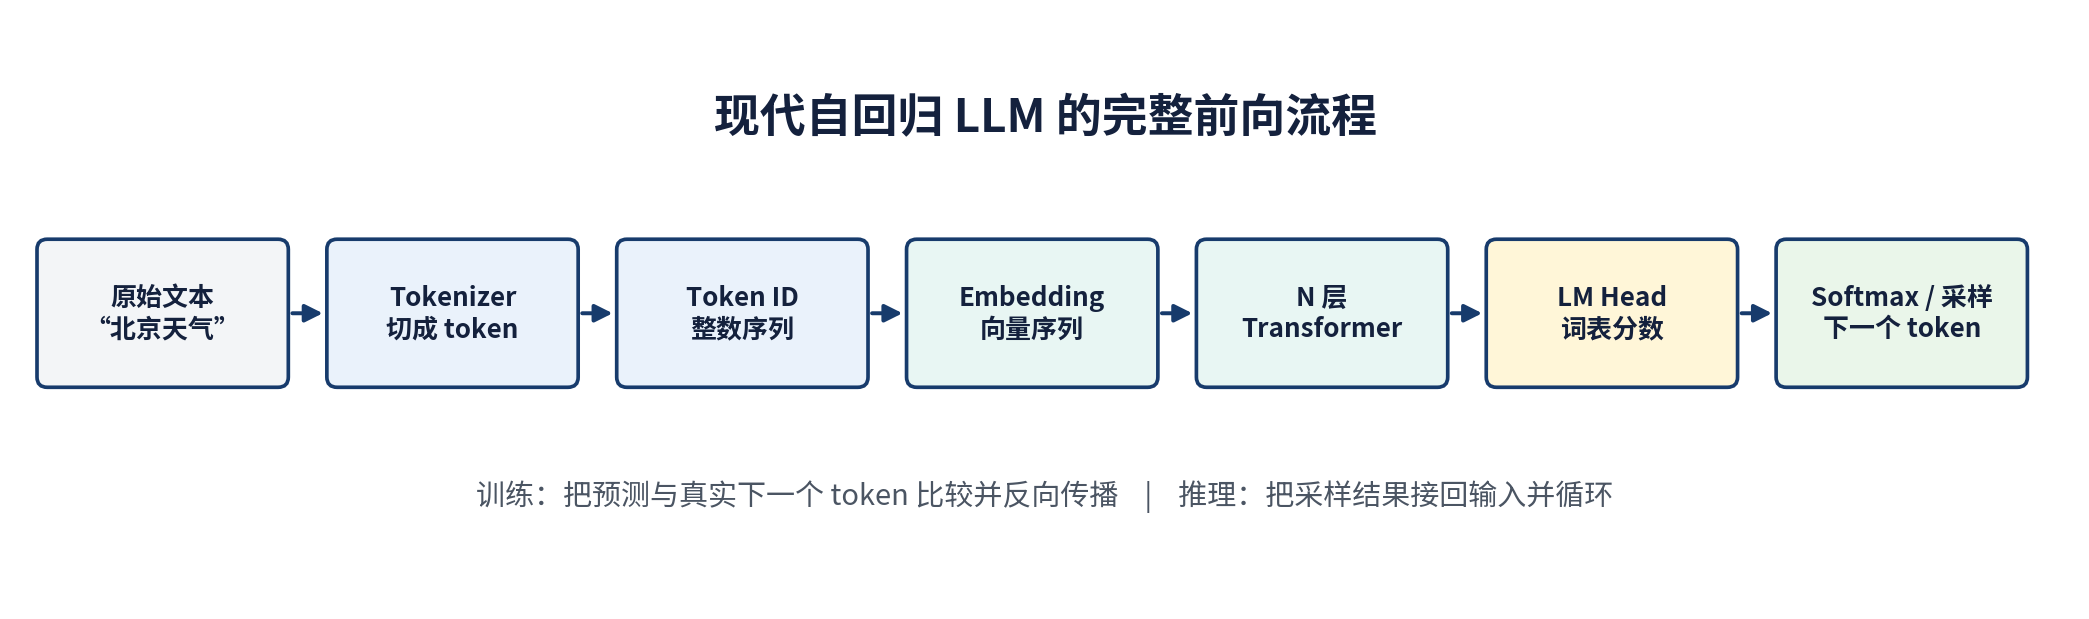 现代自回归 LLM 的完整前向流程
原始文本
“北京天气”
Tokenizer
切成 token
Token ID
整数序列
Embedding
向量序列
N 层
Transformer
LM Head
词表分数
Softmax / 采样
下一个 token
训练：把预测与真实下一个 token 比较并反向传播 | 推理：把采样结果接回输入并循环